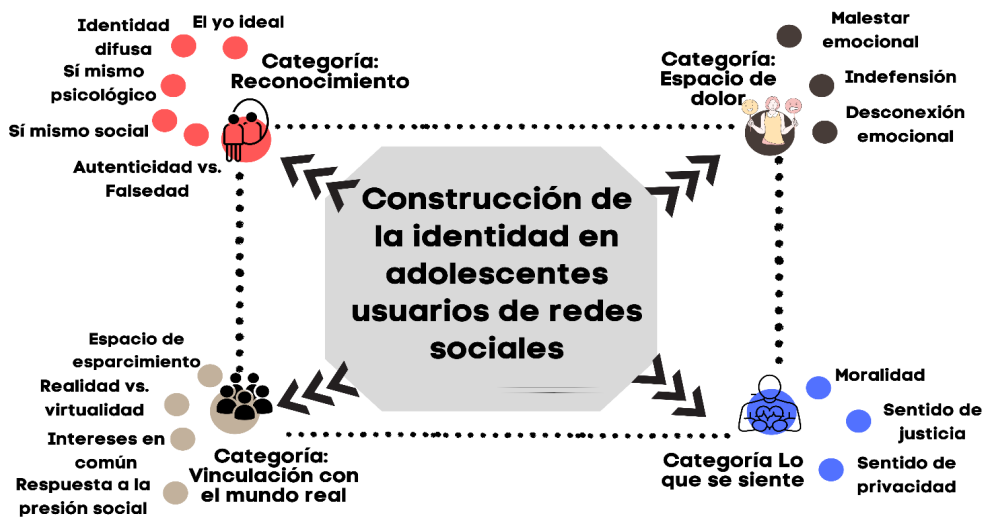 El yo ideal
Identidad
difusa
Sí mismo
psicológico
Sí mismo social
Autenticidad vs.
Falsedad
Categoría:
Reconocimiento
Categoría:
Espacio de
dolor
Malestar
emocional
Indefensión
Desconexión
emocional
Construcción de
la identidad en
adolescentes
usuarios de redes
sociales
Espacio de
esparcimiento
Realidad vs.
virtualidad
Intereses en
común
Respuesta a la
presión social
Categoría:
Vinculación con
el mundo real
Categoría Lo
que se siente
Moralidad
Sentido de
justicia
Sentido de
privacidad